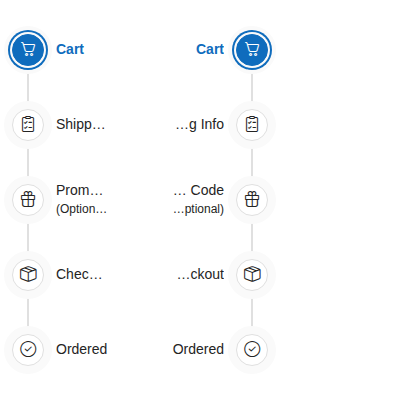 Cart
Cart
Shipp…
…g Info
Prom…
… Code
(Option…
…ptional)
Chec…
…ckout
Ordered
Ordered